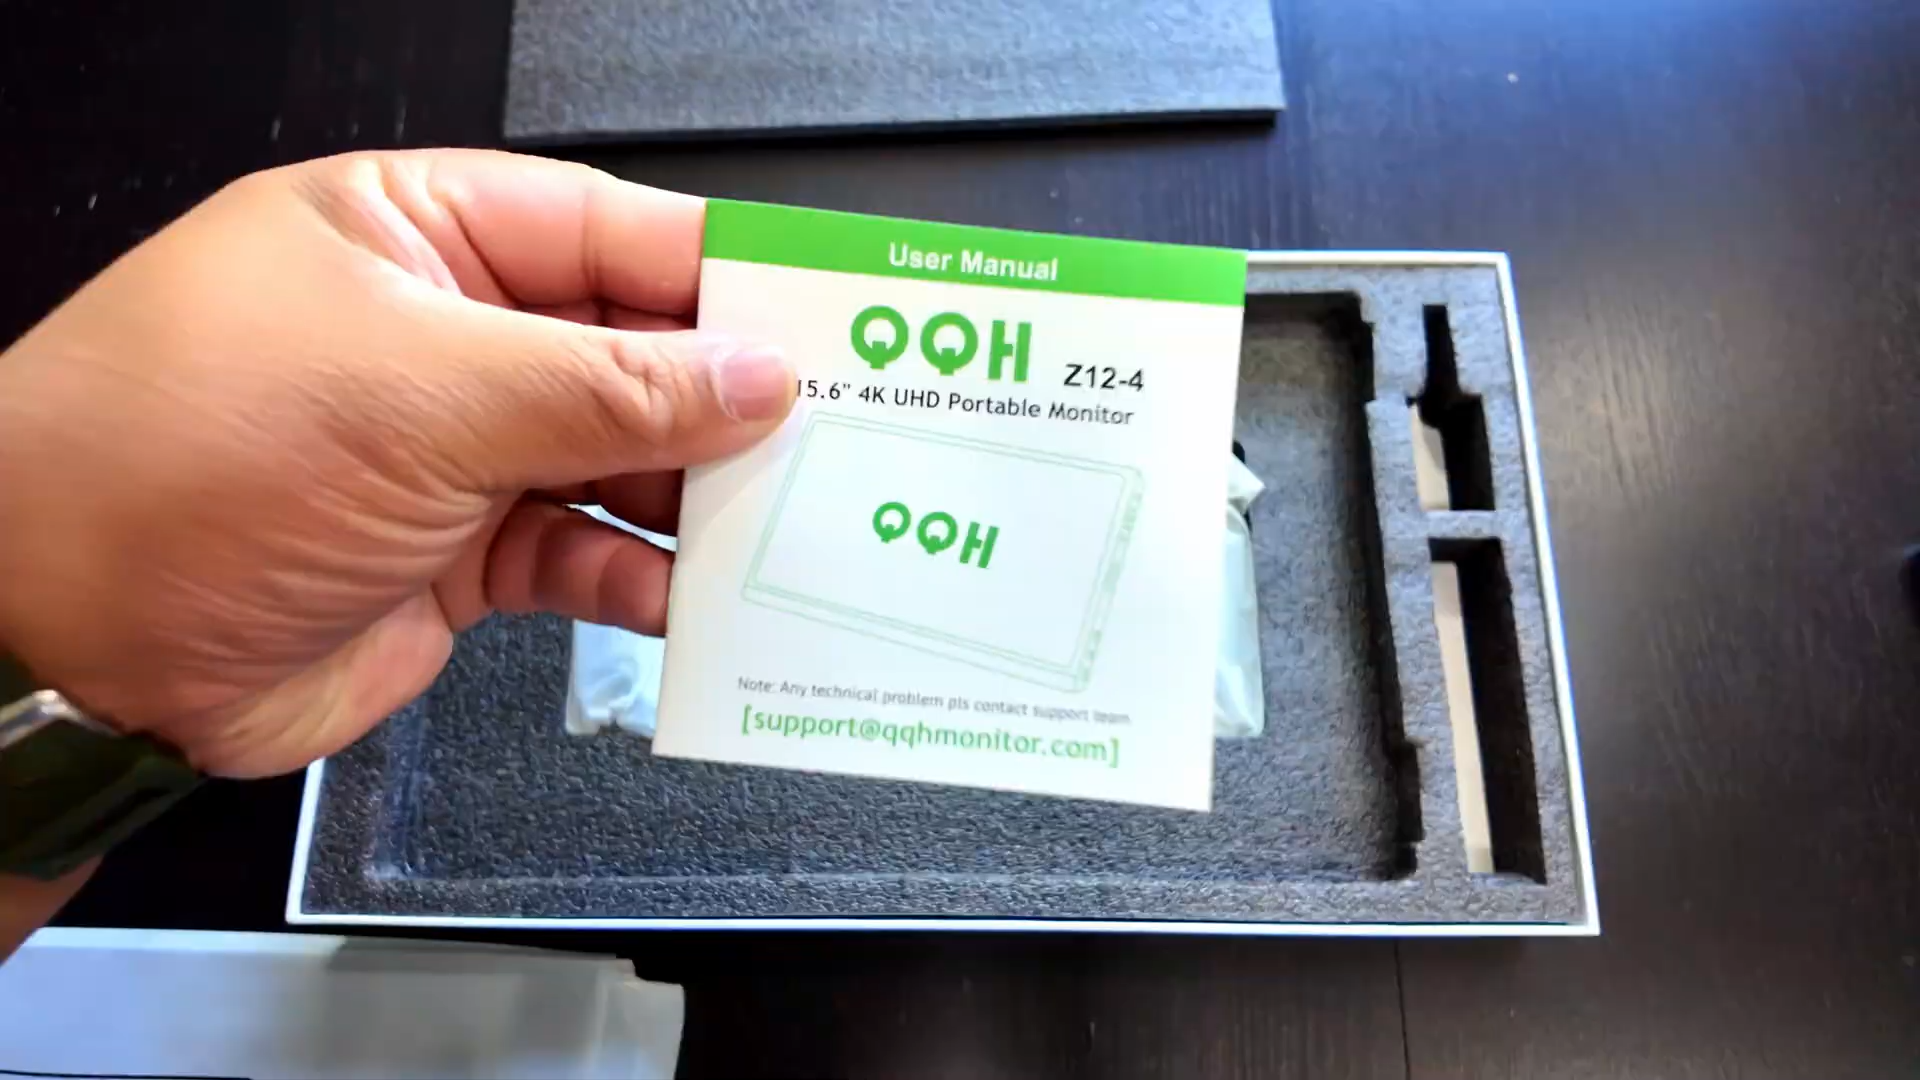 User Manual
QQH Z12-4
15.6" 4K UHD Portable Monitor
QQH
Note: Any technical problem pls contact support team
[support@qqhmonitor.com]